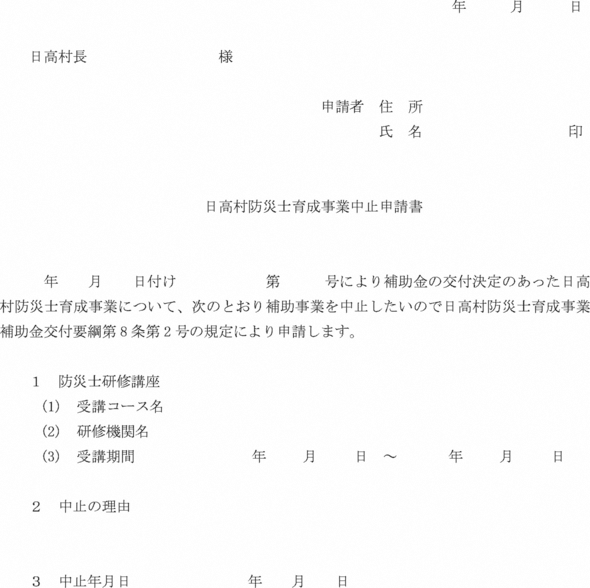 年　　　月　　　日
日高村長　　　　　　　　　様
申請者　住　所
氏　名　　　　　　　　　　印
日高村防災士育成事業中止申請書
年　　月　　日付け　　　　　　第　　　号により補助金の交付決定のあった日高
村防災士育成事業について、次のとおり補助事業を中止したいので日高村防災士育成事業
補助金交付要綱第８条第２号の規定により申請します。
１　防災士研修講座
(1)　受講コース名
(2)　研修機関名
(3)　受講期間　　　　　　　　年　　月　　日　～　　　年　　月　　日
２　中止の理由
３　中止年月日　　　　　　　　年　　月　　日